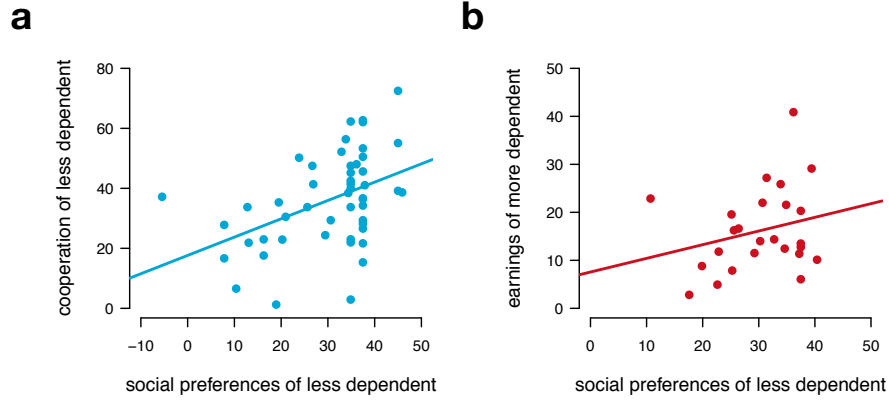 a
80
60
40
20
0
cooperation of less dependent
−10 0 10 20 30 40 50
social preferences of less dependent
b
50
40
30
20
10
0
earnings of more dependent
0 10 20 30 40 50
social preferences of less dependent